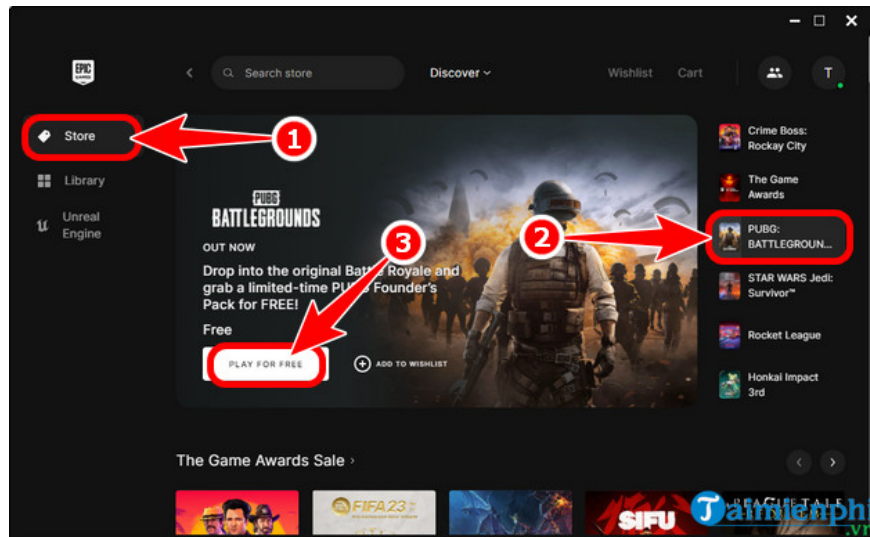 EPIC
GAMES
Search store
Discover
Wishlist
Cart
T
Store
1
Library
Unreal
Engine
PUBG
BATTLEGROUNDS
OUT NOW
Drop into the original Battle Royale and
grab a limited-time PUBG Founder's
Pack for FREE!
Free
3
PLAY FOR FREE
ADD TO WISHLIST
2
Crime Boss:
Rockay City
The Game
Awards
PUBG:
BATTLEGROUN...
STAR WARS Jedi:
Survivor™
Rocket League
Honkai Impact
3rd
The Game Awards Sale
FIFA 23
SIFU
Taimienphi
.vn